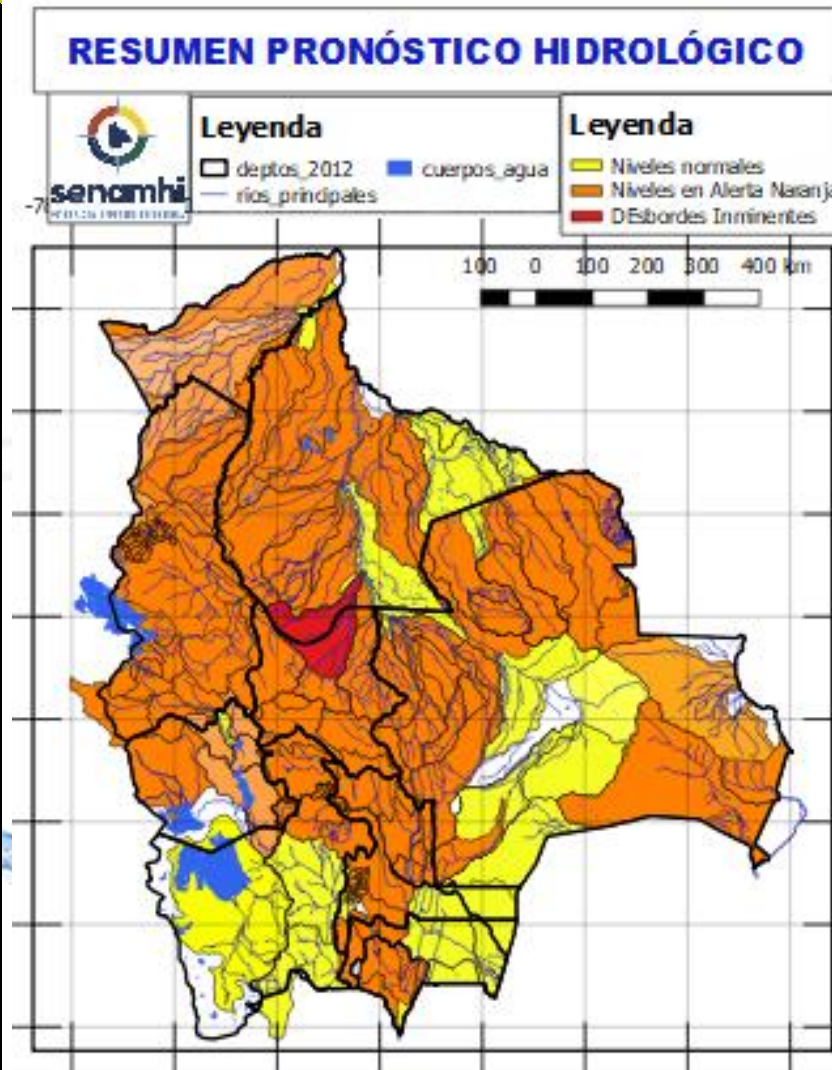 RESUMEN PRONÓSTICO HIDROLÓGICO
senamhi
Leyenda
deptos_2012
cuerpos_agua
rios_principales
Leyenda
Niveles normales
Niveles en Alerta Naranja
DEsbordes Inminentes
100 0 100 200 300 400 km